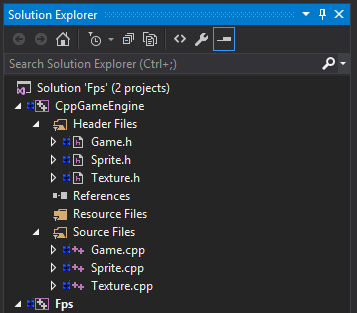 Solution Explorer
Search Solution Explorer (Ctrl+;)
Solution 'Fps' (2 projects)
CppGameEngine
Header Files
Game.h
Sprite.h
Texture.h
References
Resource Files
Source Files
Game.cpp
Sprite.cpp
Texture.cpp
Fps